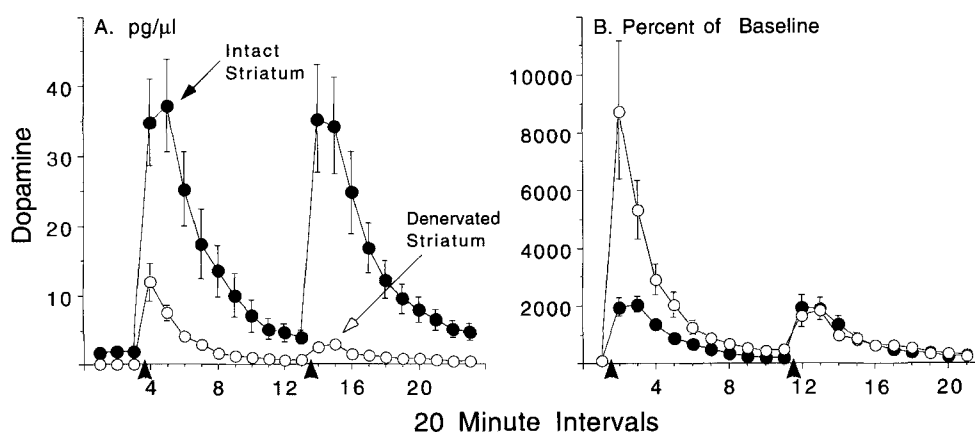 A. pg/µl
Intact
Striatum
40
30
20
10
Dopamine
Denervated
Striatum
4
8
12
16
20
B. Percent of Baseline
10000
8000
6000
4000
2000
4
8
12
16
20
20 Minute Intervals